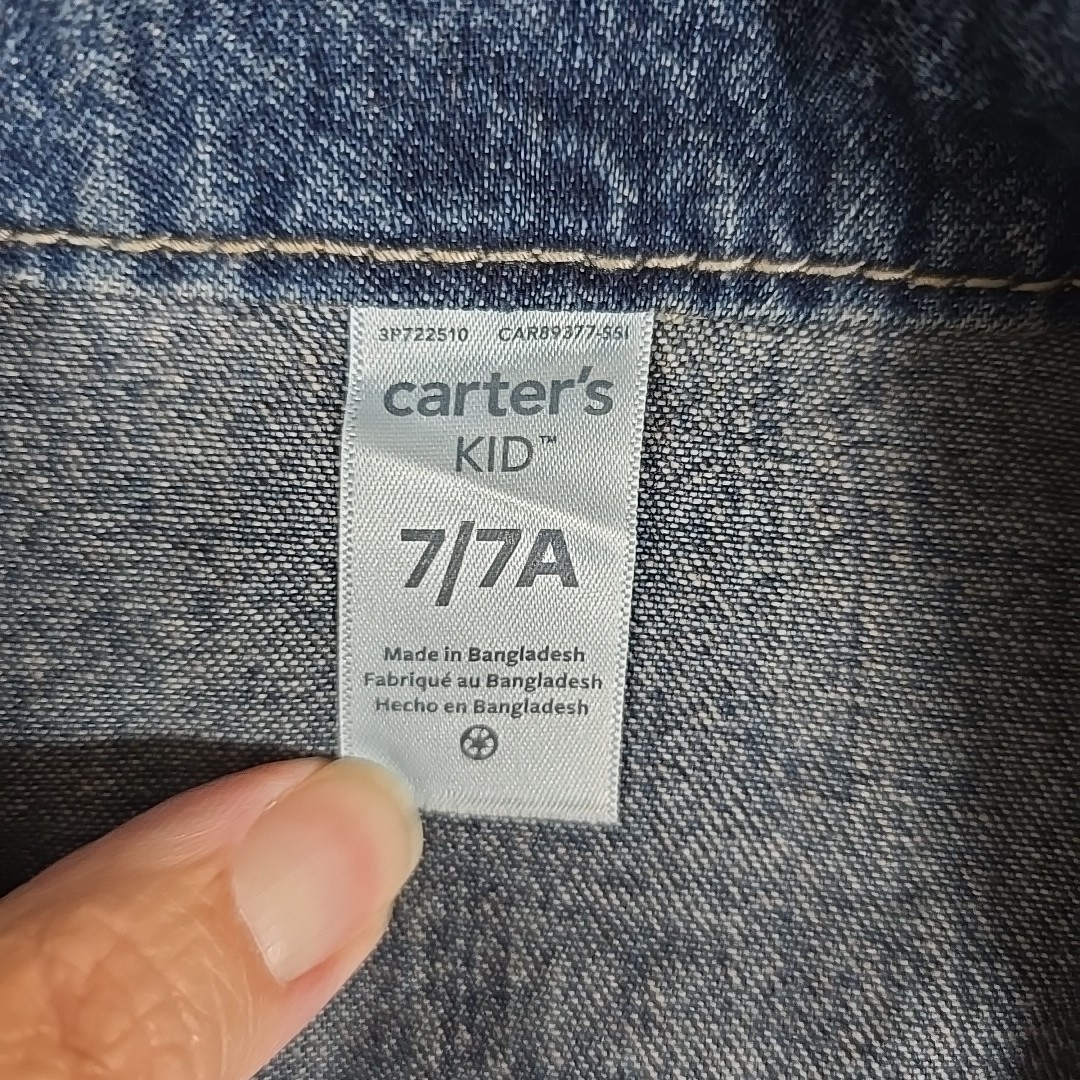 3P722510 CAR89377-SSI
carter's
KID™
7/7A
Made in Bangladesh
Fabriqué au Bangladesh
Hecho en Bangladesh